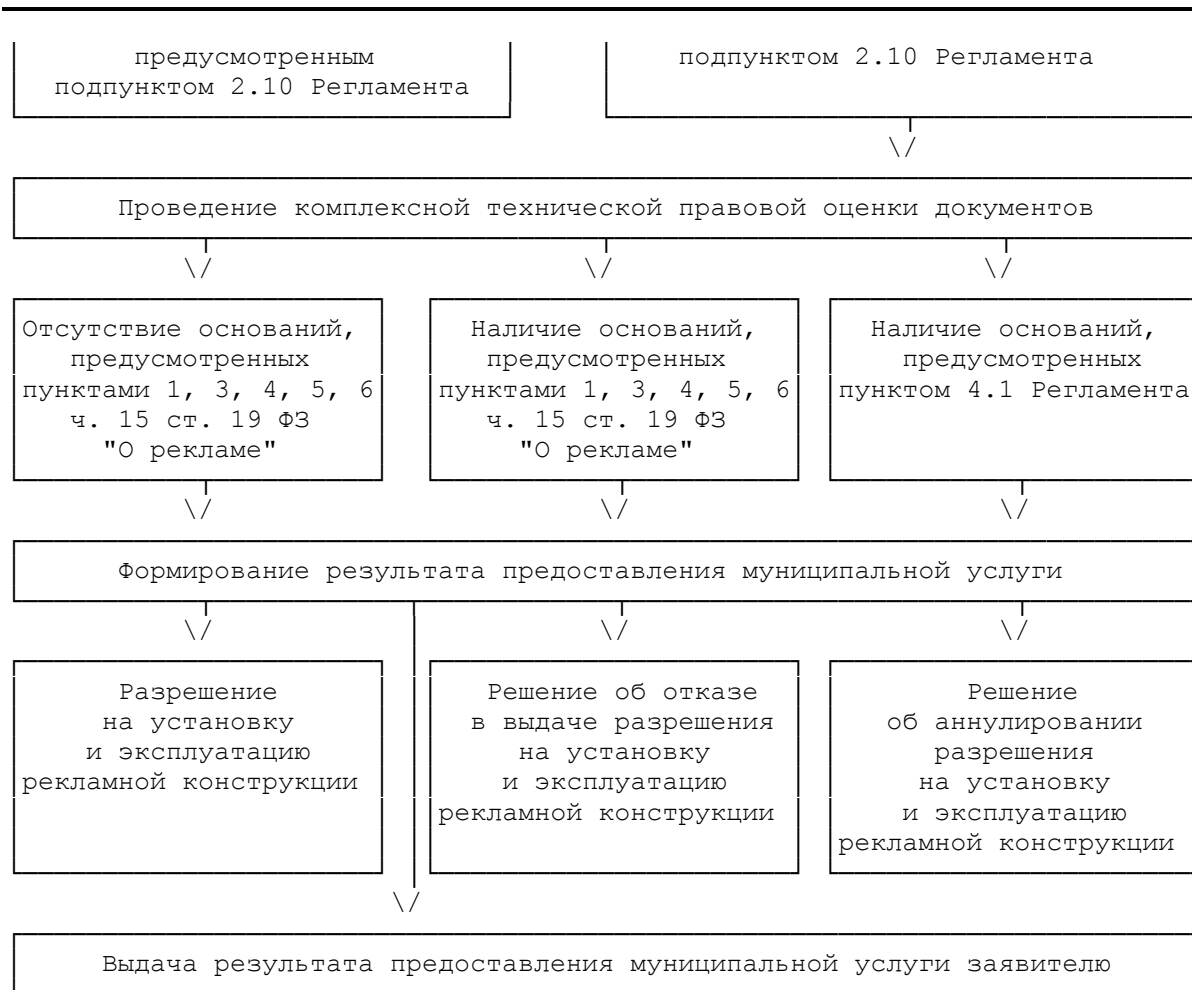 предусмотренным
подпунктом 2.10 Регламента
подпунктом 2.10 Регламента
\/
Проведение комплексной технической правовой оценки документов
\/ \/ \/
Отсутствие оснований,
предусмотренных
пунктами 1, 3, 4, 5, 6
ч. 15 ст. 19 ФЗ
"О рекламе"
Наличие оснований,
предусмотренных
пунктами 1, 3, 4, 5, 6
ч. 15 ст. 19 ФЗ
"О рекламе"
Наличие оснований,
предусмотренных
пунктом 4.1 Регламента
\/ \/ \/
Формирование результата предоставления муниципальной услуги
\/ \/ \/
Разрешение
на установку
и эксплуатацию
рекламной конструкции
Решение об отказе
в выдаче разрешения
на установку
и эксплуатацию
рекламной конструкции
Решение
об аннулировании
разрешения
на установку
и эксплуатацию
рекламной конструкции
\/
Выдача результата предоставления муниципальной услуги заявителю